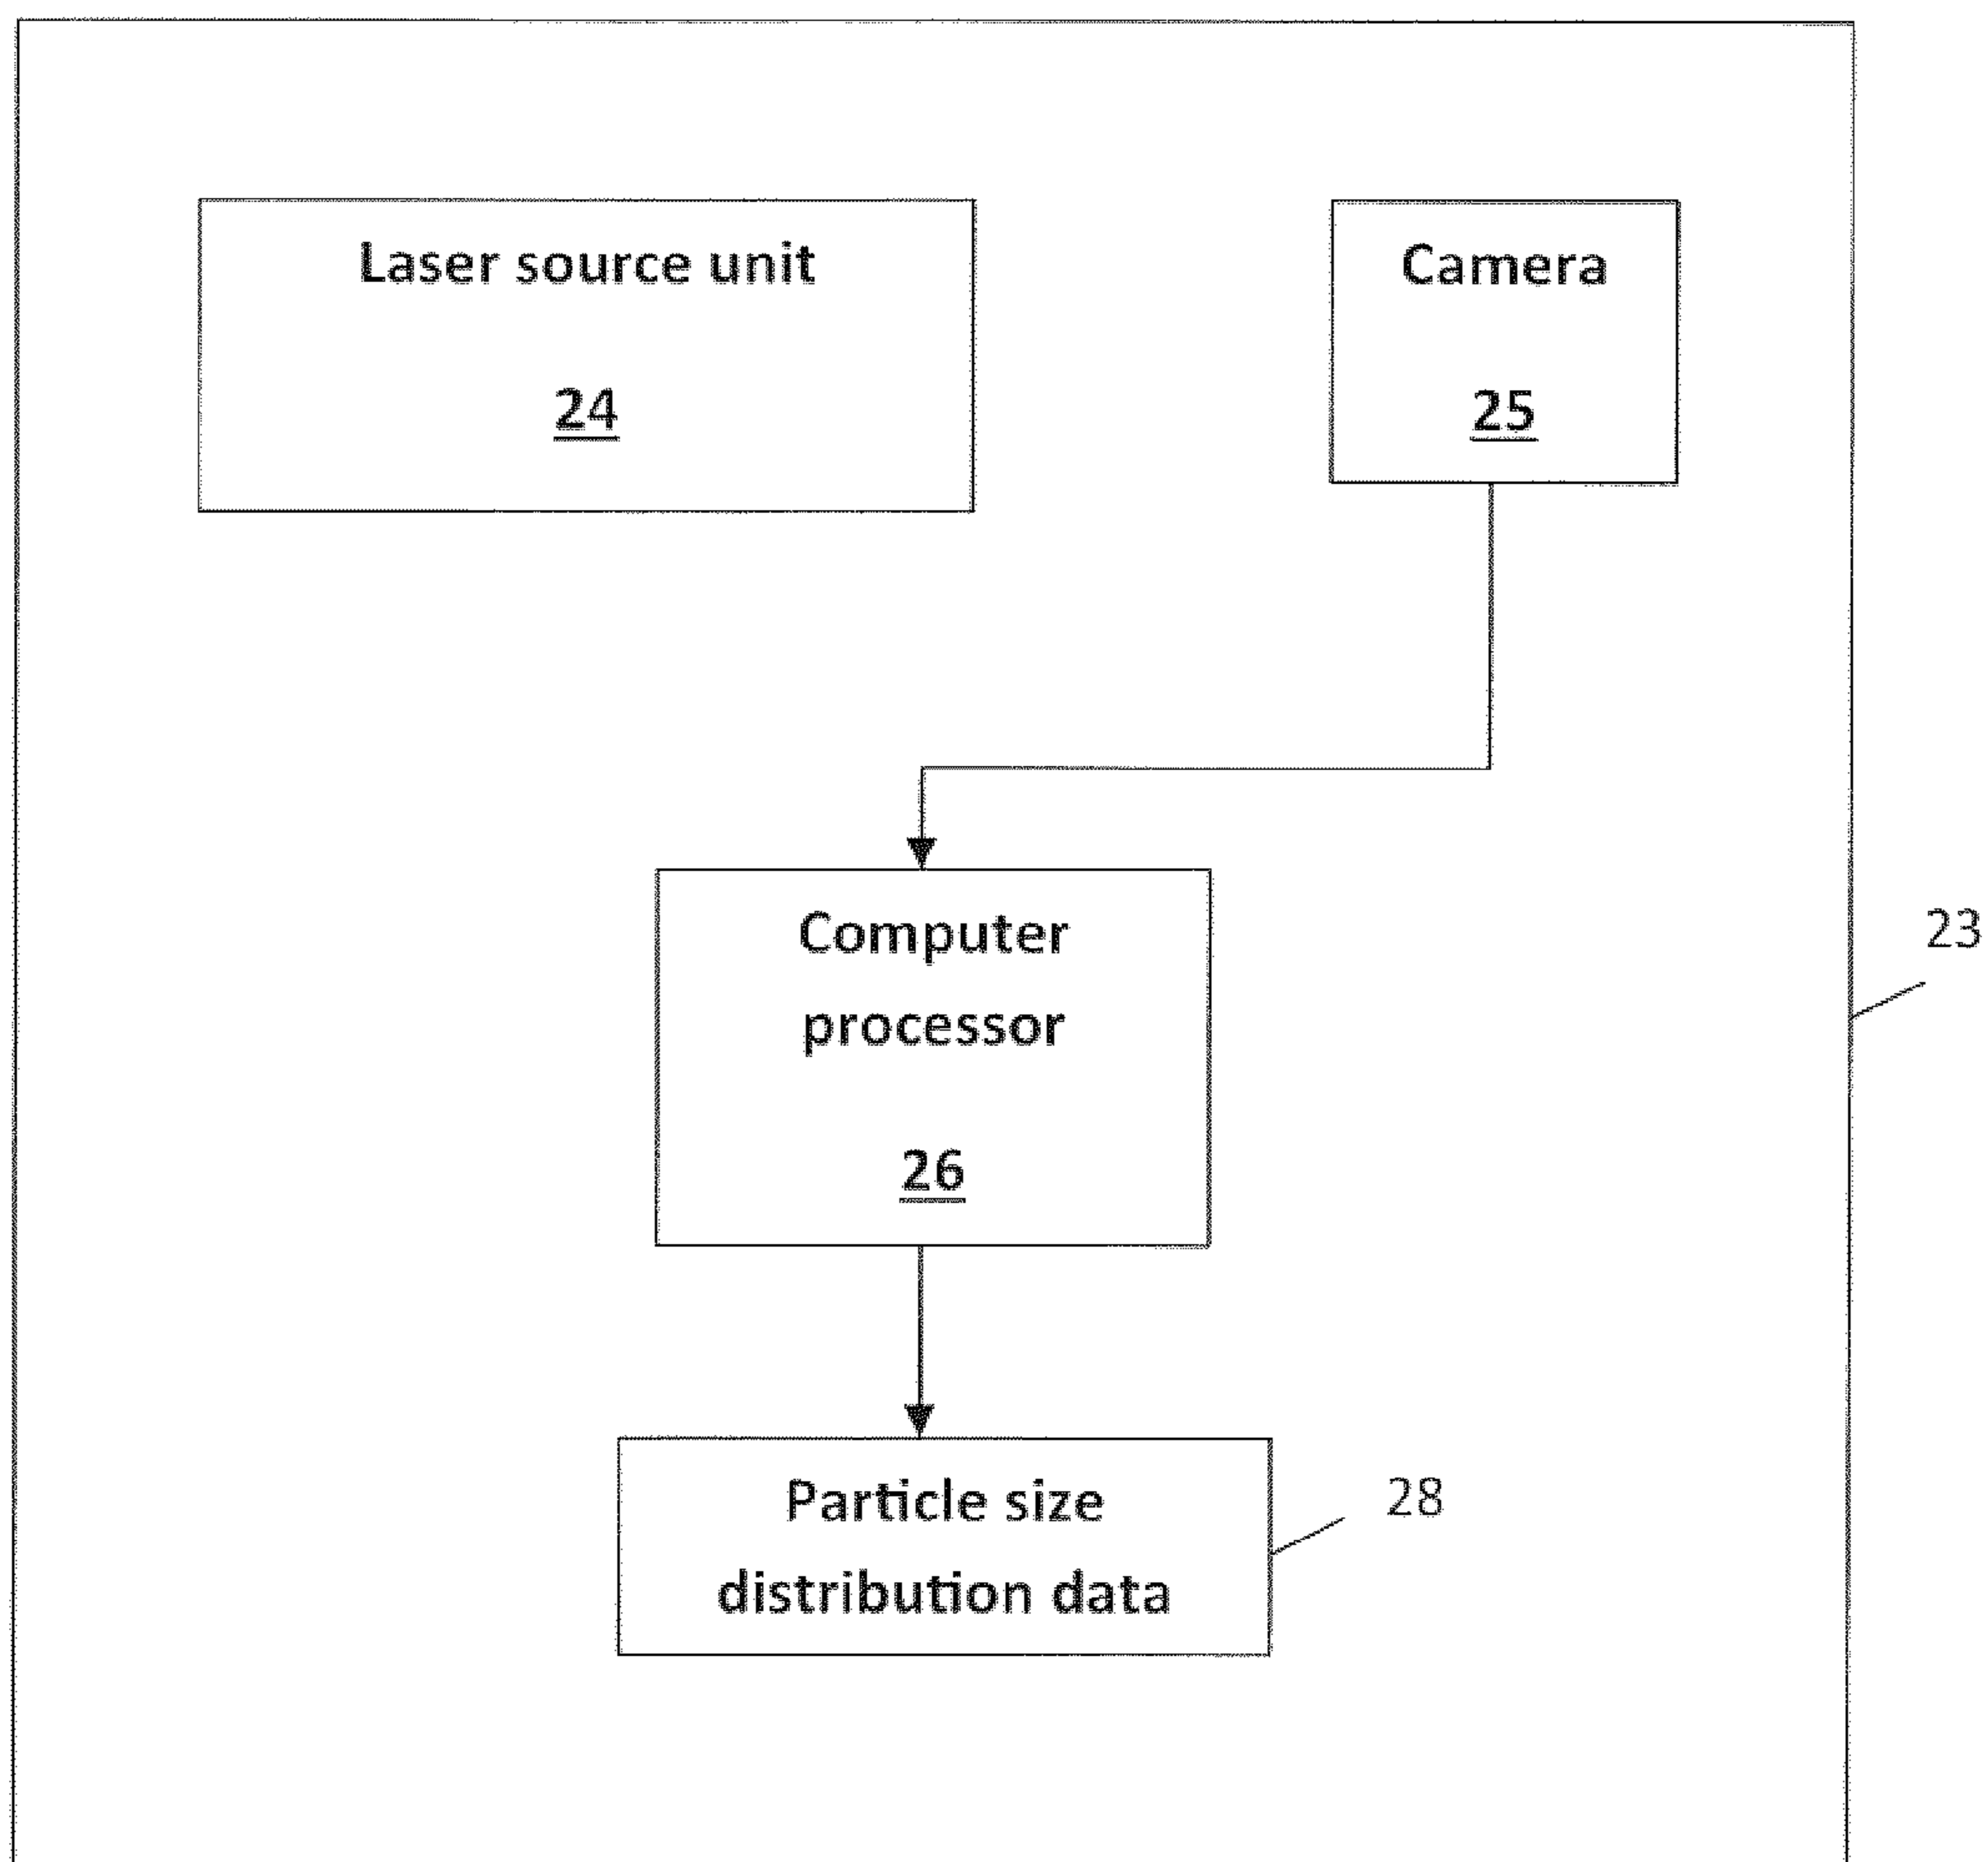 Laser source unit
24
Camera
25
Computer
processor
26
23
Particle size
distribution data
28